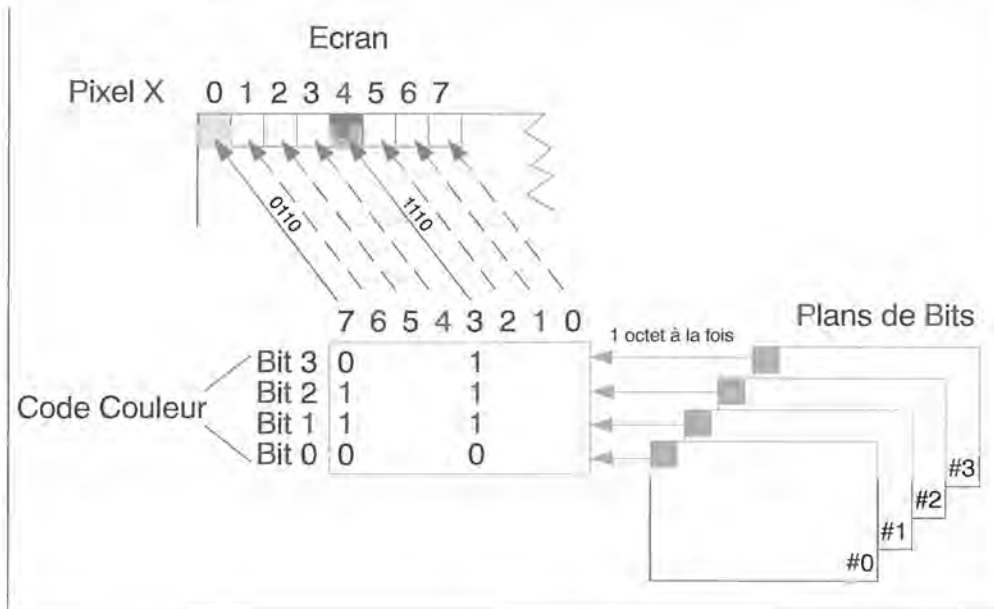 Ecran
Pixel X 0 1 2 3 4 5 6 7
0110
1110
7 6 5 4 3 2 1 0
1 octet à la fois
Plans de Bits
Code Couleur
Bit 3 0 1
Bit 2 1 1
Bit 1 1 1
Bit 0 0 0
#3
#2
#1
#0